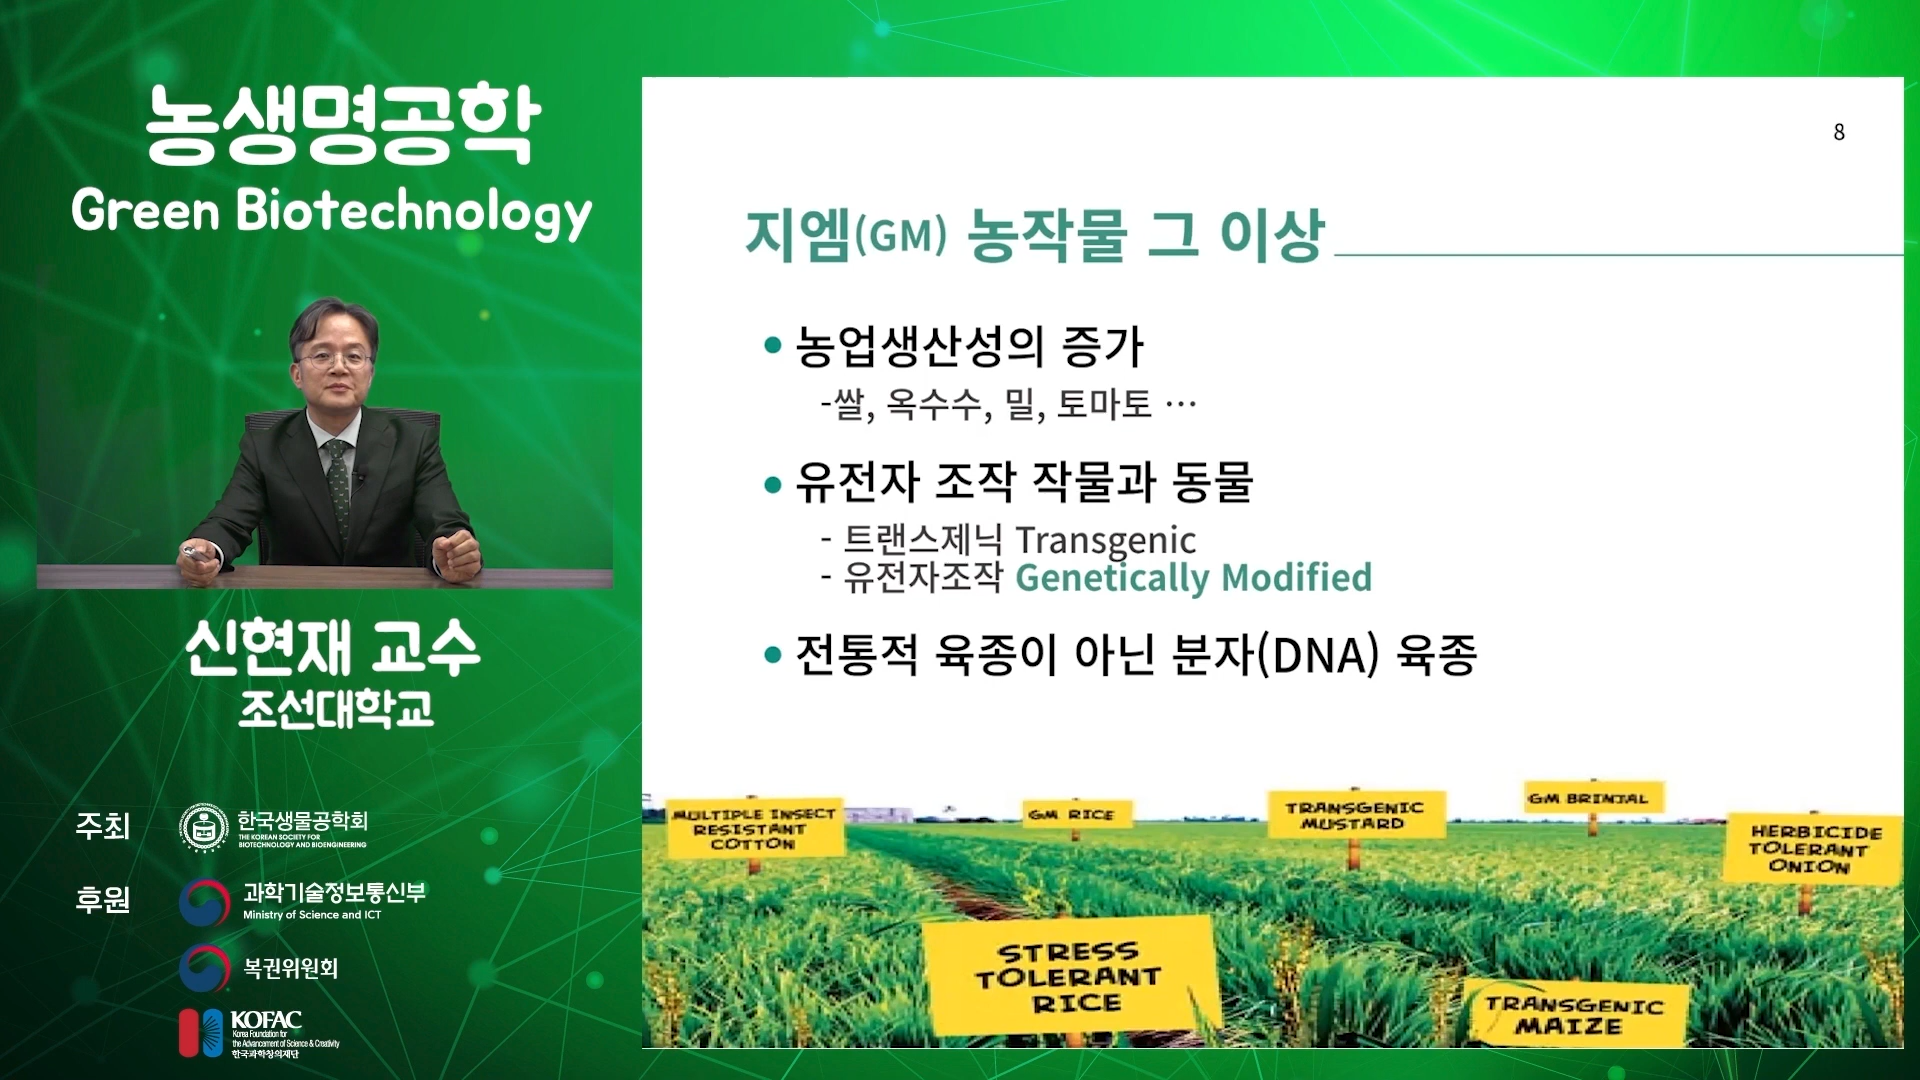 농생명공학
Green Biotechnology
신현재 교수
조선대학교
주최
한국생물공학회
THE KOREAN SOCIETY FOR
BIOTECHNOLOGY AND BIOENGINEERING
후원
과학기술정보통신부
Ministry of Science and ICT
복권위원회
KOFAC
Korea Foundation for
the Advancement of Science & Creativity
한국과학창의재단
8
지엠(GM) 농작물 그 이상
• 농업생산성의 증가
-쌀, 옥수수, 밀, 토마토 …
• 유전자 조작 작물과 동물
- 트랜스제닉 Transgenic
- 유전자조작 Genetically Modified
• 전통적 육종이 아닌 분자(DNA) 육종
MULTIPLE INSECT
RESISTANT
COTTON
GM RICE
TRANSGENIC
MUSTARD
GM BRINJAL
HERBICIDE
TOLERANT
ONION
STRESS
TOLERANT
RICE
TRANSGENIC
MAIZE